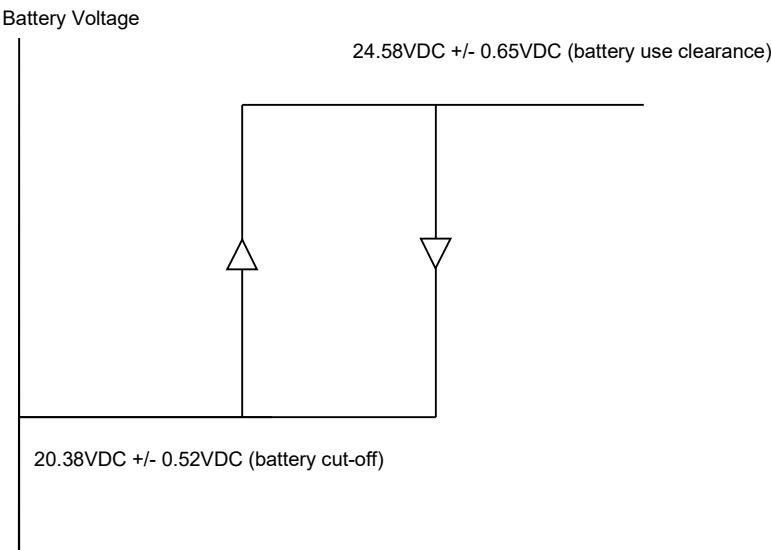 Battery Voltage
24.58VDC +/- 0.65VDC (battery use clearance)
20.38VDC +/- 0.52VDC (battery cut-off)